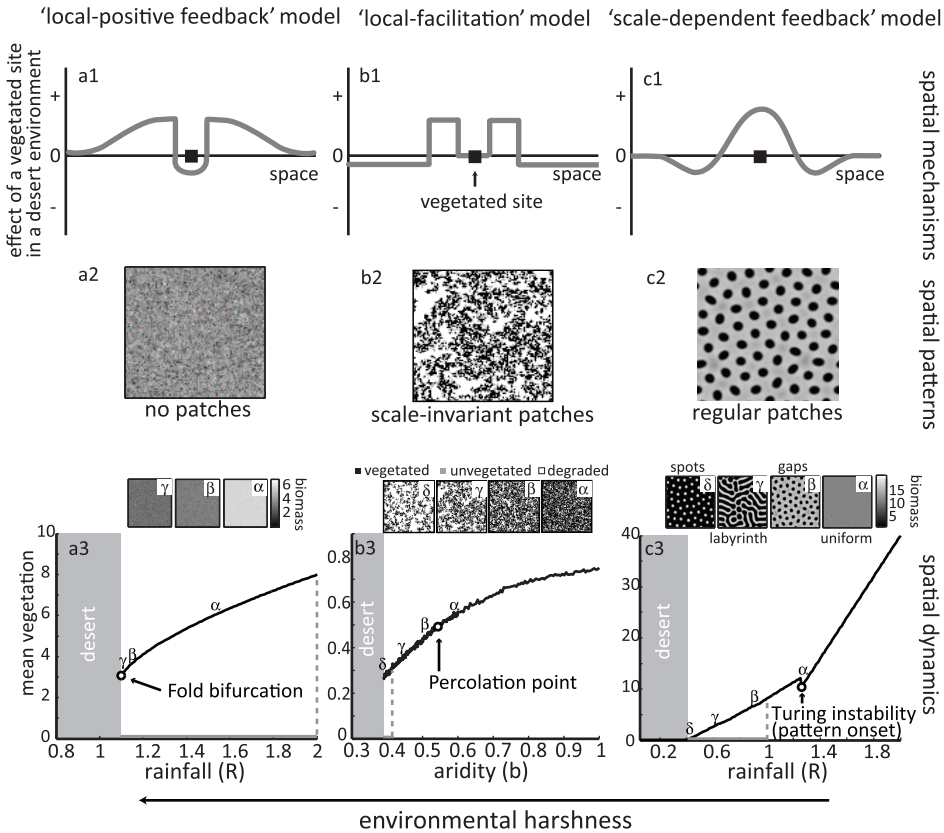 ‘local-positive feedback’ model
‘local-facilitation’ model
‘scale-dependent feedback’ model
effect of a vegetated site
in a desert environment
a1
+
0
-
space
b1
+
0
-
space
vegetated site
c1
+
0
-
space
spatial mechanisms
a2
no patches
b2
scale-invariant patches
c2
regular patches
spatial patterns
γ
β
α
6
4
2
biomass
vegetated
unvegetated
degraded
δ
γ
β
α
spots
gaps
δ
γ
β
α
labyrinth
uniform
15
10
5
biomass
a3
mean vegetation
10
8
6
4
2
0
desert
γ
β
α
Fold bifurcation
0.8
1
1.2
1.4
1.6
1.8
2
rainfall (R)
b3
0.8
0.6
0.4
0.2
0
desert
δ
γ
β
α
Percolation point
0.3
0.4
0.5
0.6
0.7
0.8
0.9
1
aridity (b)
c3
40
30
20
10
0
desert
δ
γ
β
α
Turing instability
(pattern onset)
0.2
0.6
1
1.4
1.8
rainfall (R)
spatial dynamics
environmental harshness